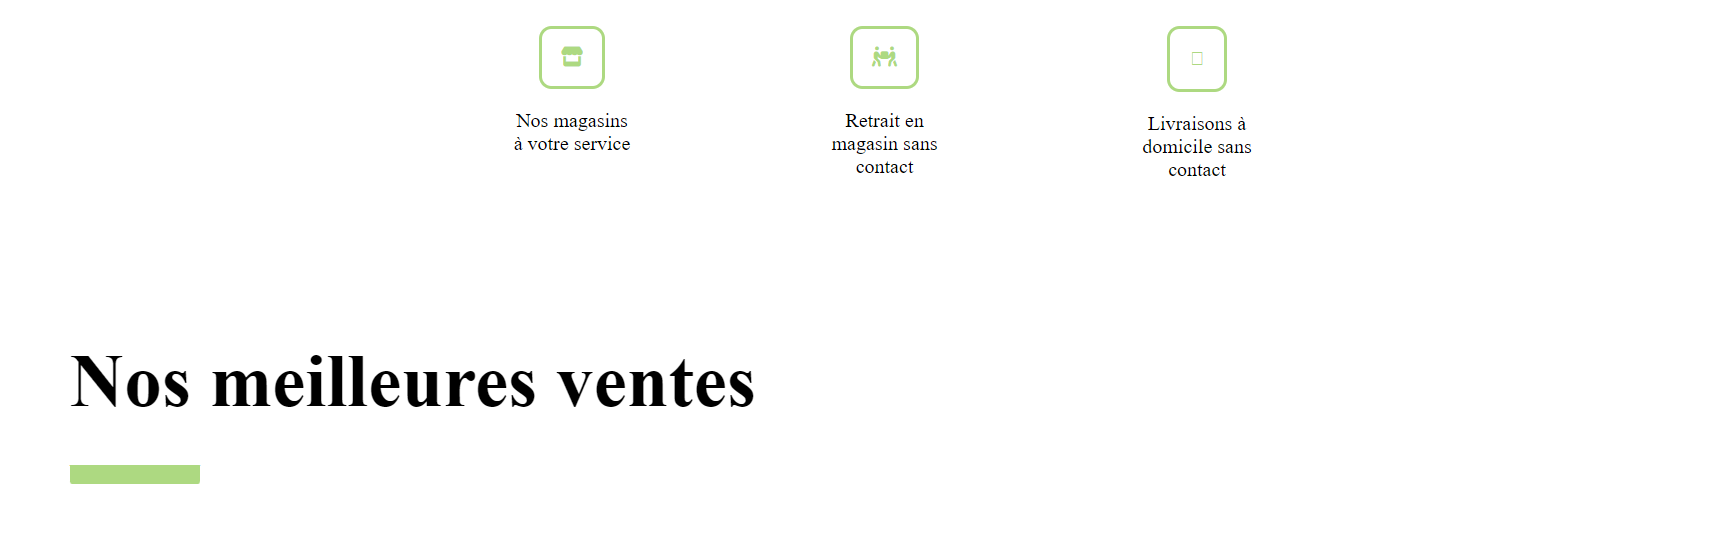 Nos magasins
à votre service
Retrait en
magasin sans
contact
Livraisons à
domicile sans
contact
Nos meilleures ventes